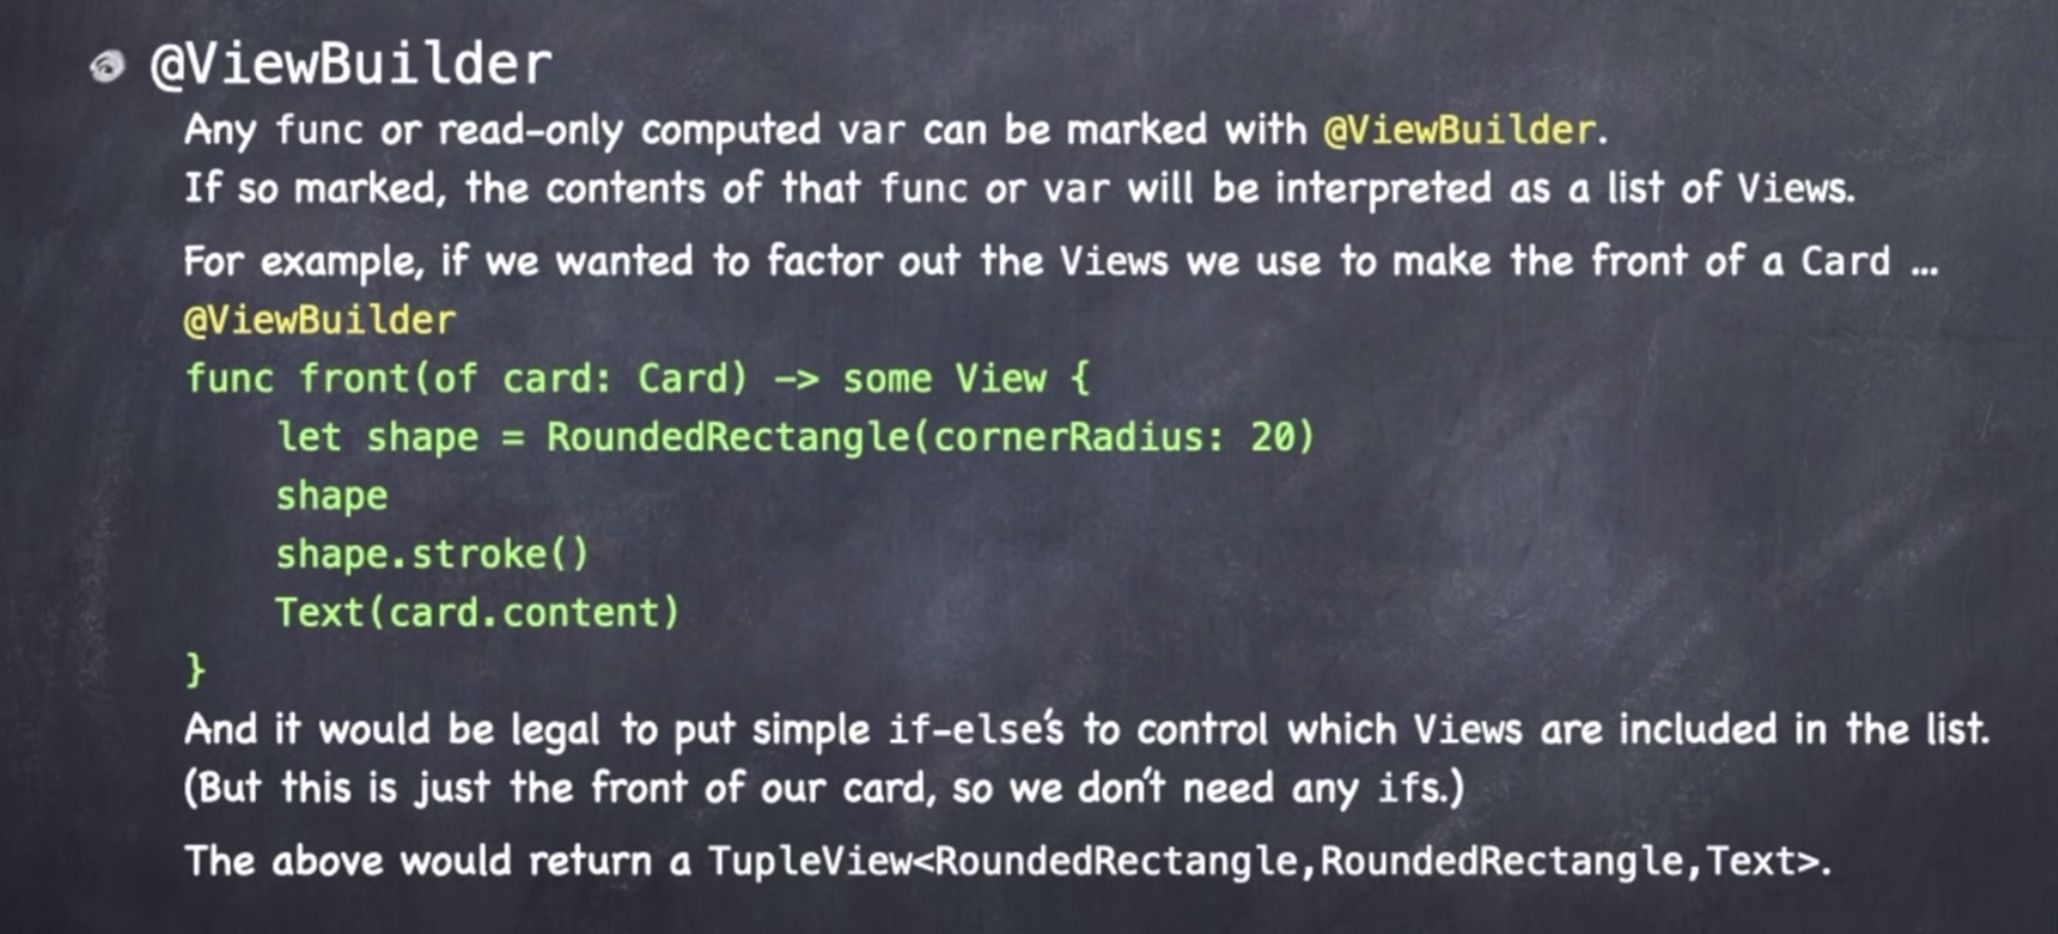 @ViewBuilder
Any func or read-only computed var can be marked with @ViewBuilder.
If so marked, the contents of that func or var will be interpreted as a list of Views.
For example, if we wanted to factor out the Views we use to make the front of a Card ...
@ViewBuilder
func front(of card: Card) -> some View {
    let shape = RoundedRectangle(cornerRadius: 20)
    shape
    shape.stroke()
    Text(card.content)
}
And it would be legal to put simple if-else's to control which Views are included in the list.
(But this is just the front of our card, so we don't need any ifs.)
The above would return a TupleView<RoundedRectangle,RoundedRectangle,Text>.